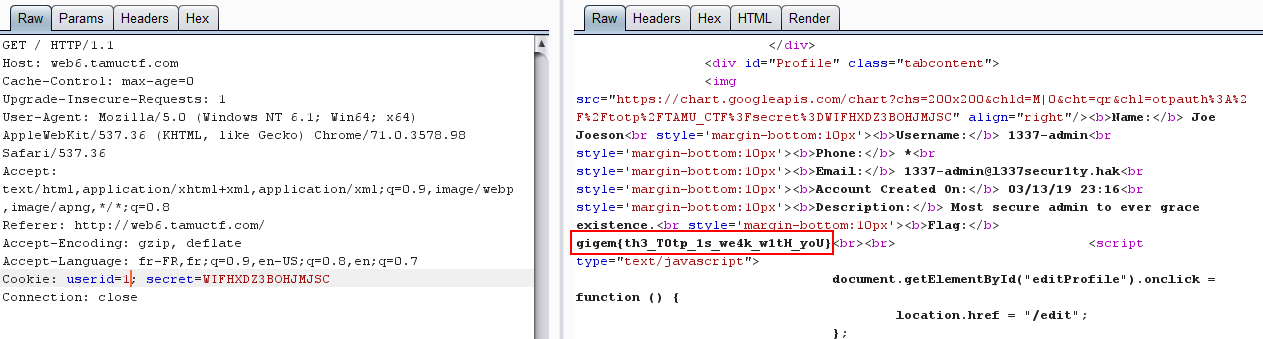 Raw Params Headers Hex
GET / HTTP/1.1
Host: web6.tamuctf.com
Cache-Control: max-age=0
Upgrade-Insecure-Requests: 1
User-Agent: Mozilla/5.0 (Windows NT 6.1; Win64; x64)
AppleWebKit/537.36 (KHTML, like Gecko) Chrome/71.0.3578.98
Safari/537.36
Accept:
text/html,application/xhtml+xml,application/xml;q=0.9,image/webp
,image/apng,*/*;q=0.8
Referer: http://web6.tamuctf.com/
Accept-Encoding: gzip, deflate
Accept-Language: fr-FR,fr;q=0.9,en-US;q=0.8,en;q=0.7
Cookie: userid=1; secret=WIFHXDZ3BOHJMJSC
Connection: close
Raw Headers Hex HTML Render
</div>
<div id="Profile" class="tabcontent">
<img
src="https://chart.googleapis.com/chart?chs=200x200&chld=M|0&cht=qr&chl=otpauth%3A%2
F%2Ftotp%2FTAMU_CTF%3Fsecret%3DWIFHXDZ3BOHJMJSC" align="right"/><b>Name:</b> Joe
Joeson<br style='margin-bottom:10px'><b>Username:</b> 1337-admin<br
style='margin-bottom:10px'><b>Phone:</b> *<br
style='margin-bottom:10px'><b>Email:</b> 1337-admin@l337secur1ty.hak<br
style='margin-bottom:10px'><b>Account Created On:</b> 03/13/19 23:16<br
style='margin-bottom:10px'><b>Description:</b> Most secure admin to ever grace
existence.<br style='margin-bottom:10px'><b>Flag:</b>
gigem{th3_T0tp_1s_we4k_w1tH_yoU}<br><br> <script
type="text/javascript">
document.getElementById("editProfile").onclick =
function () {
location.href = "/edit";
};